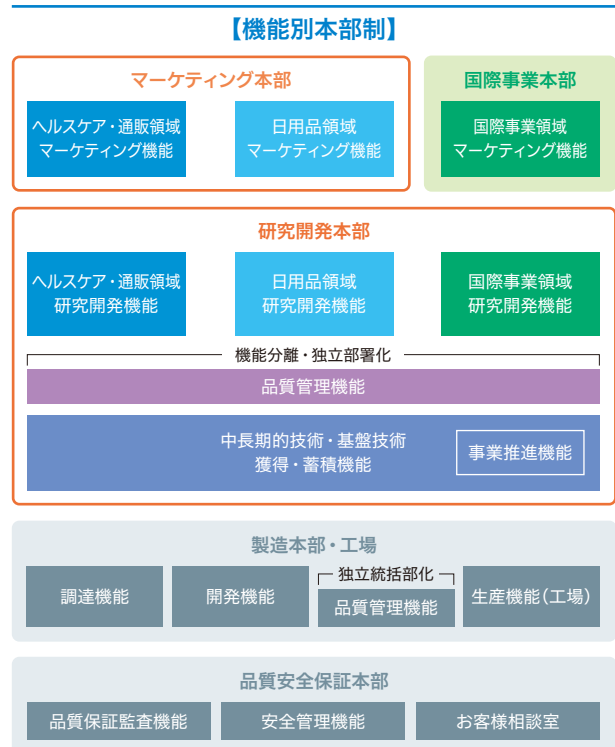 【機能別本部制】
マーケティング本部
国際事業本部
ヘルスケア・通販領域
マーケティング機能
日用品領域
マーケティング機能
国際事業領域
マーケティング機能
研究開発本部
ヘルスケア・通販領域
研究開発機能
日用品領域
研究開発機能
国際事業領域
研究開発機能
機能分離・独立部署化
品質管理機能
中長期的技術・基盤技術
獲得・蓄積機能
事業推進機能
製造本部・工場
調達機能
開発機能
独立統括部化
品質管理機能
生産機能(工場)
品質安全保証本部
品質保証監査機能
安全管理機能
お客様相談室